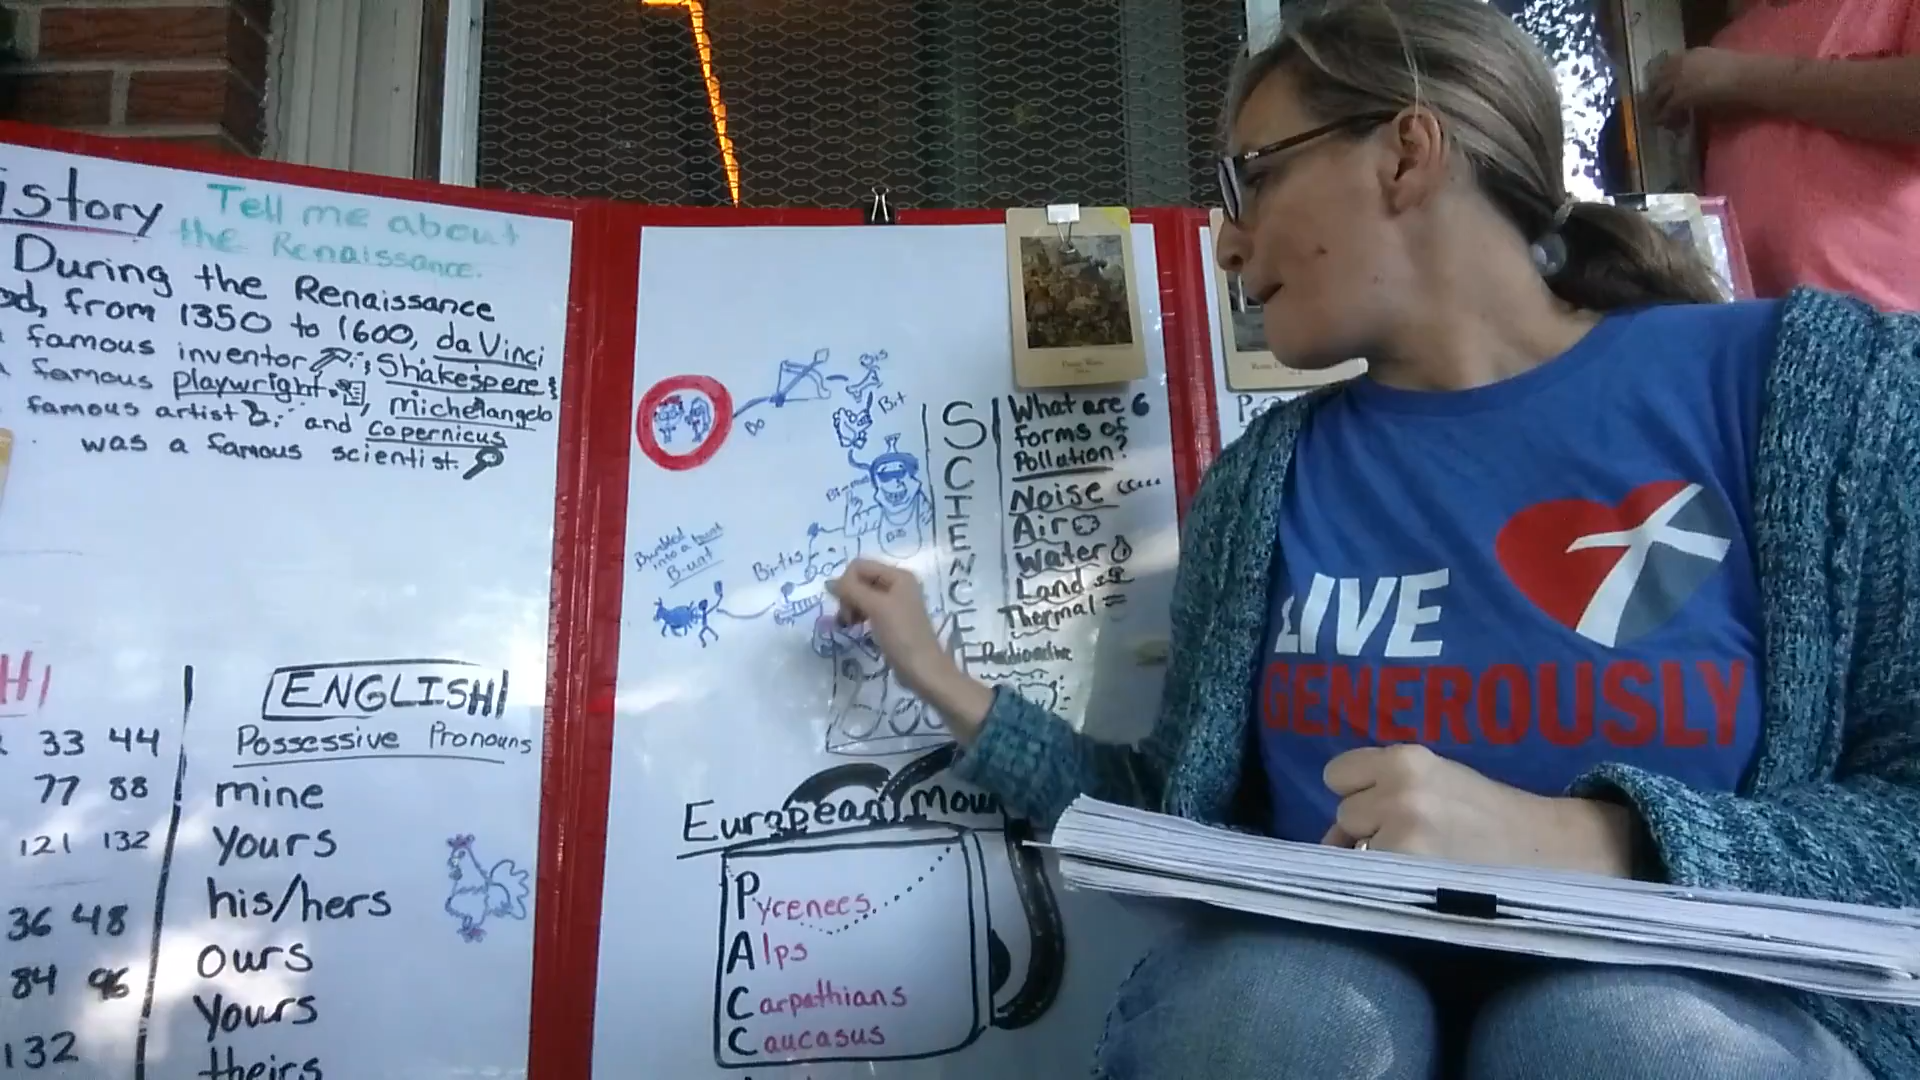 istory
Tell me about
the Renaissance.
During the Renaissance
od, from 1350 to 1600, da Vinci
famous inventor; Shakespere &
famous playwright, Michelangelo
famous artist; and Copernicus
was a famous scientist.
H|
33 44
77 88
121 132
36 48
84 96
132
ENGLISH
Possessive Pronouns
mine
yours
his/hers
ours
yours
theirs
Bo
Bis
Bit
Bumbled
into a bunt
B-unt
Bi-tis
SCIENCE
What are 6
forms of
Pollution?
Noise
Air
Water
Land
Thermal
Radioactive
European Moun
Pyrenees
Alps
Carpathians
Caucasus
LIVE
GENEROUSLY